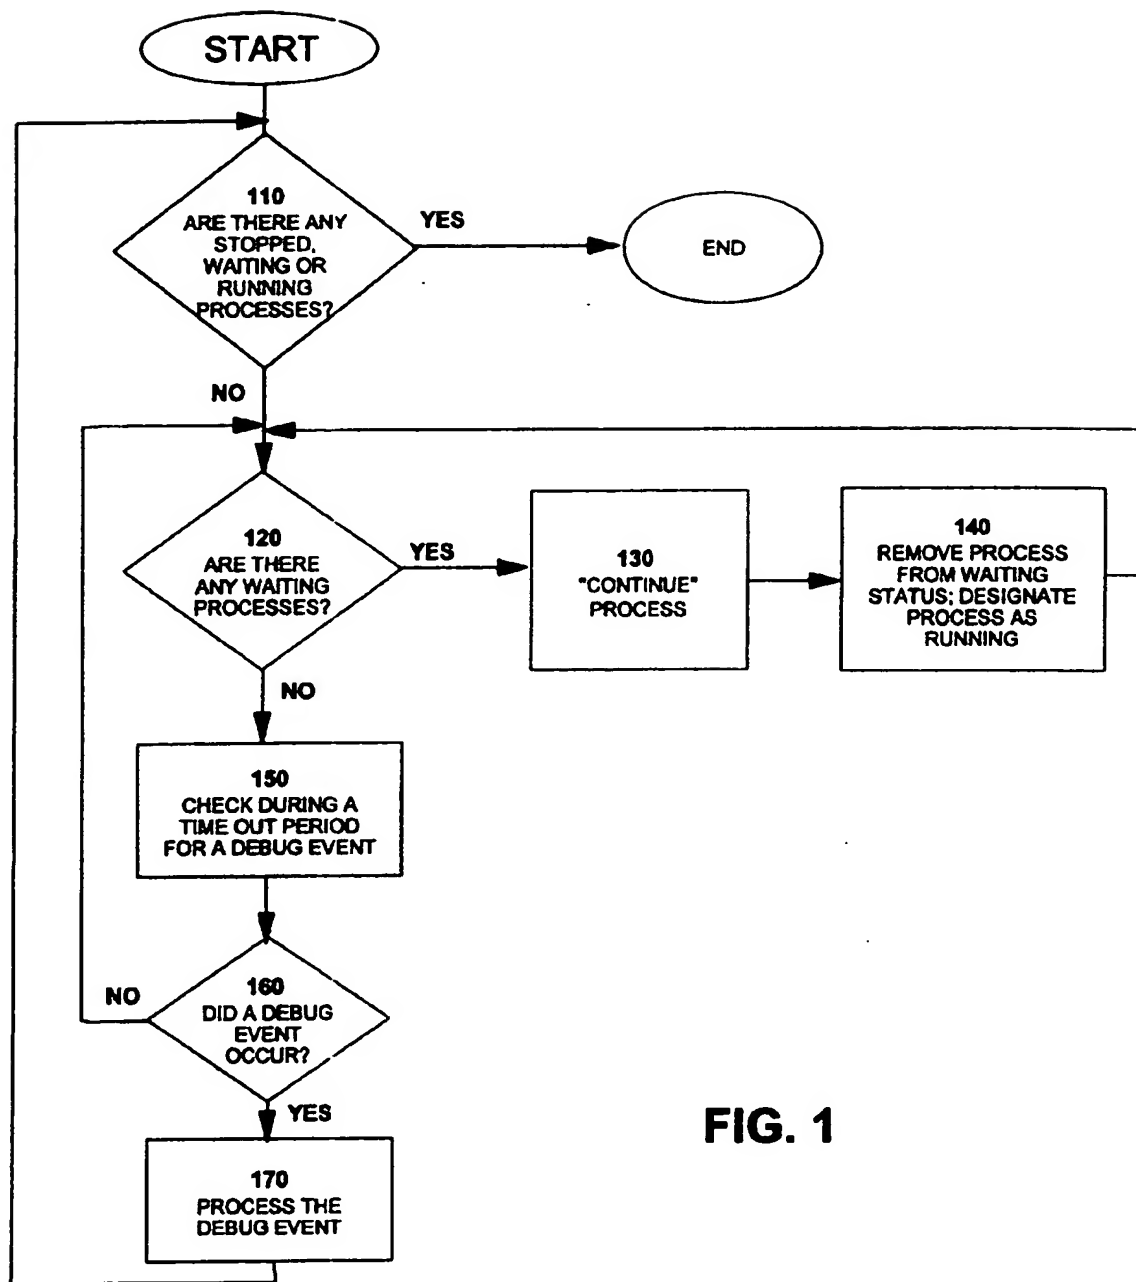 START
110
ARE THERE ANY
STOPPED,
WAITING OR
RUNNING
PROCESSES?
YES
END
NO
120
ARE THERE
ANY WAITING
PROCESSES?
YES
130
"CONTINUE"
PROCESS
140
REMOVE PROCESS
FROM WAITING
STATUS; DESIGNATE
PROCESS AS
RUNNING
NO
150
CHECK DURING A
TIME OUT PERIOD
FOR A DEBUG EVENT
NO
160
DID A DEBUG
EVENT
OCCUR?
YES
170
PROCESS THE
DEBUG EVENT
FIG. 1